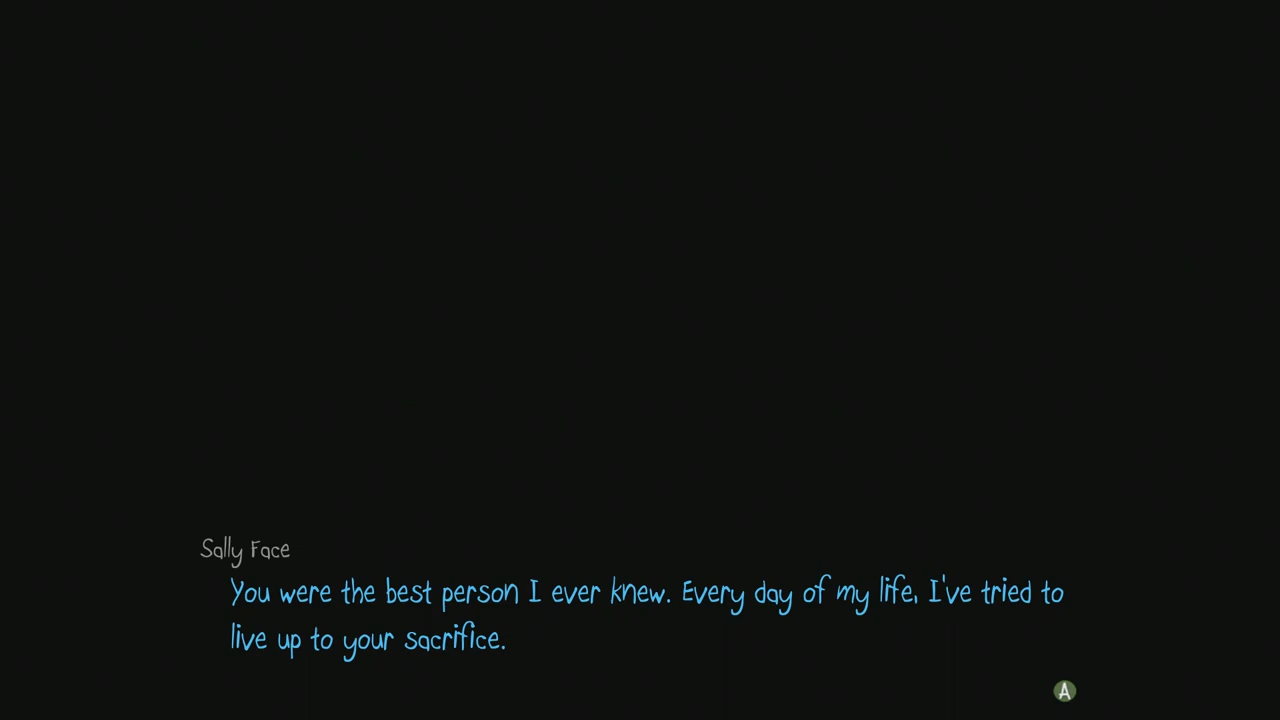 Sally Face
You were the best person I ever knew. Every day of my life, I've tried to
live up to your sacrifice.
A